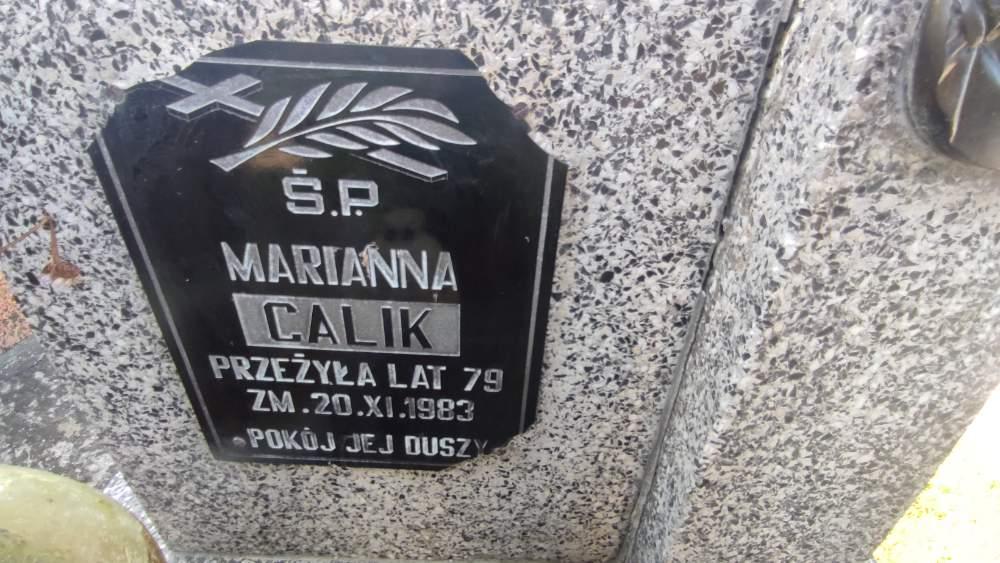 Ś.P.
MARIANNA
CALIK
PRZEŻYŁA LAT 79
ZM. 20.XI.1983
POKÓJ JEJ DUSZY